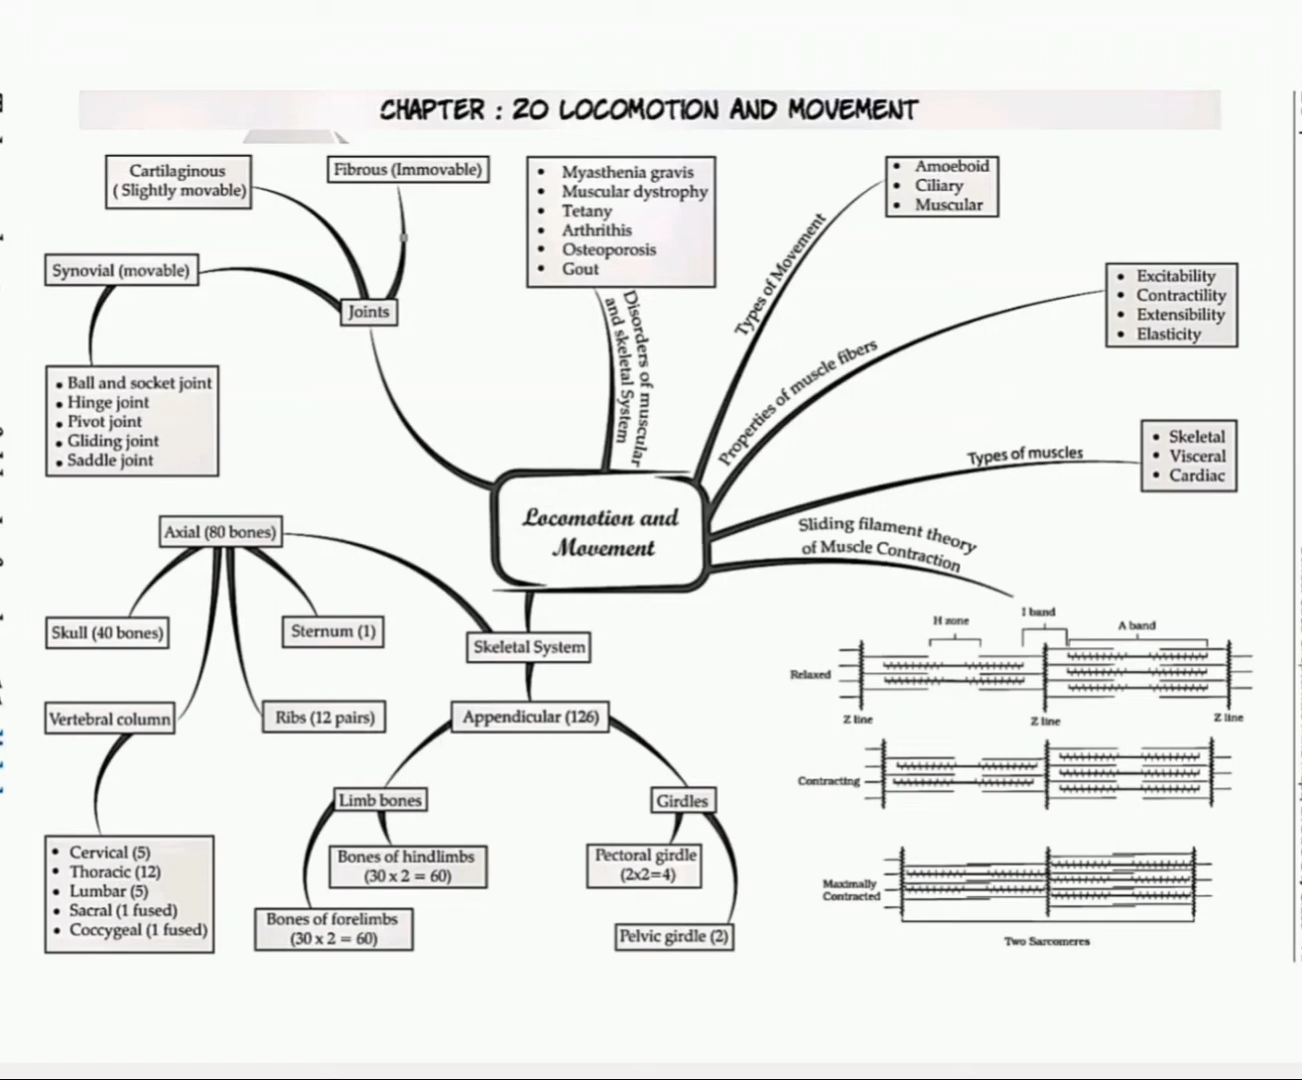 CHAPTER : 20 LOCOMOTION AND MOVEMENT
Cartilaginous
( Slightly movable)
Fibrous (Immovable)
Synovial (movable)
Joints
• Ball and socket joint
• Hinge joint
• Pivot joint
• Gliding joint
• Saddle joint
• Myasthenia gravis
• Muscular dystrophy
• Tetany
• Arthrithis
• Osteoporosis
• Gout
Disorders of muscular
and skeletal System
Types of Movement
• Amoeboid
• Ciliary
• Muscular
Properties of muscle fibers
• Excitability
• Contractility
• Extensibility
• Elasticity
Types of muscles
• Skeletal
• Visceral
• Cardiac
Locomotion and
Movement
Sliding filament theory
of Muscle Contraction
Axial (80 bones)
Skull (40 bones)
Sternum (1)
Vertebral column
Ribs (12 pairs)
• Cervical (5)
• Thoracic (12)
• Lumbar (5)
• Sacral (1 fused)
• Coccygeal (1 fused)
Skeletal System
Appendicular (126)
Limb bones
Girdles
Bones of hindlimbs
(30 x 2 = 60)
Bones of forelimbs
(30 x 2 = 60)
Pectoral girdle
(2x2=4)
Pelvic girdle (2)
H zone
I band
A band
Relaxed
Z line
Z line
Z line
Contracting
Maximally
Contracted
Two Sarcomeres